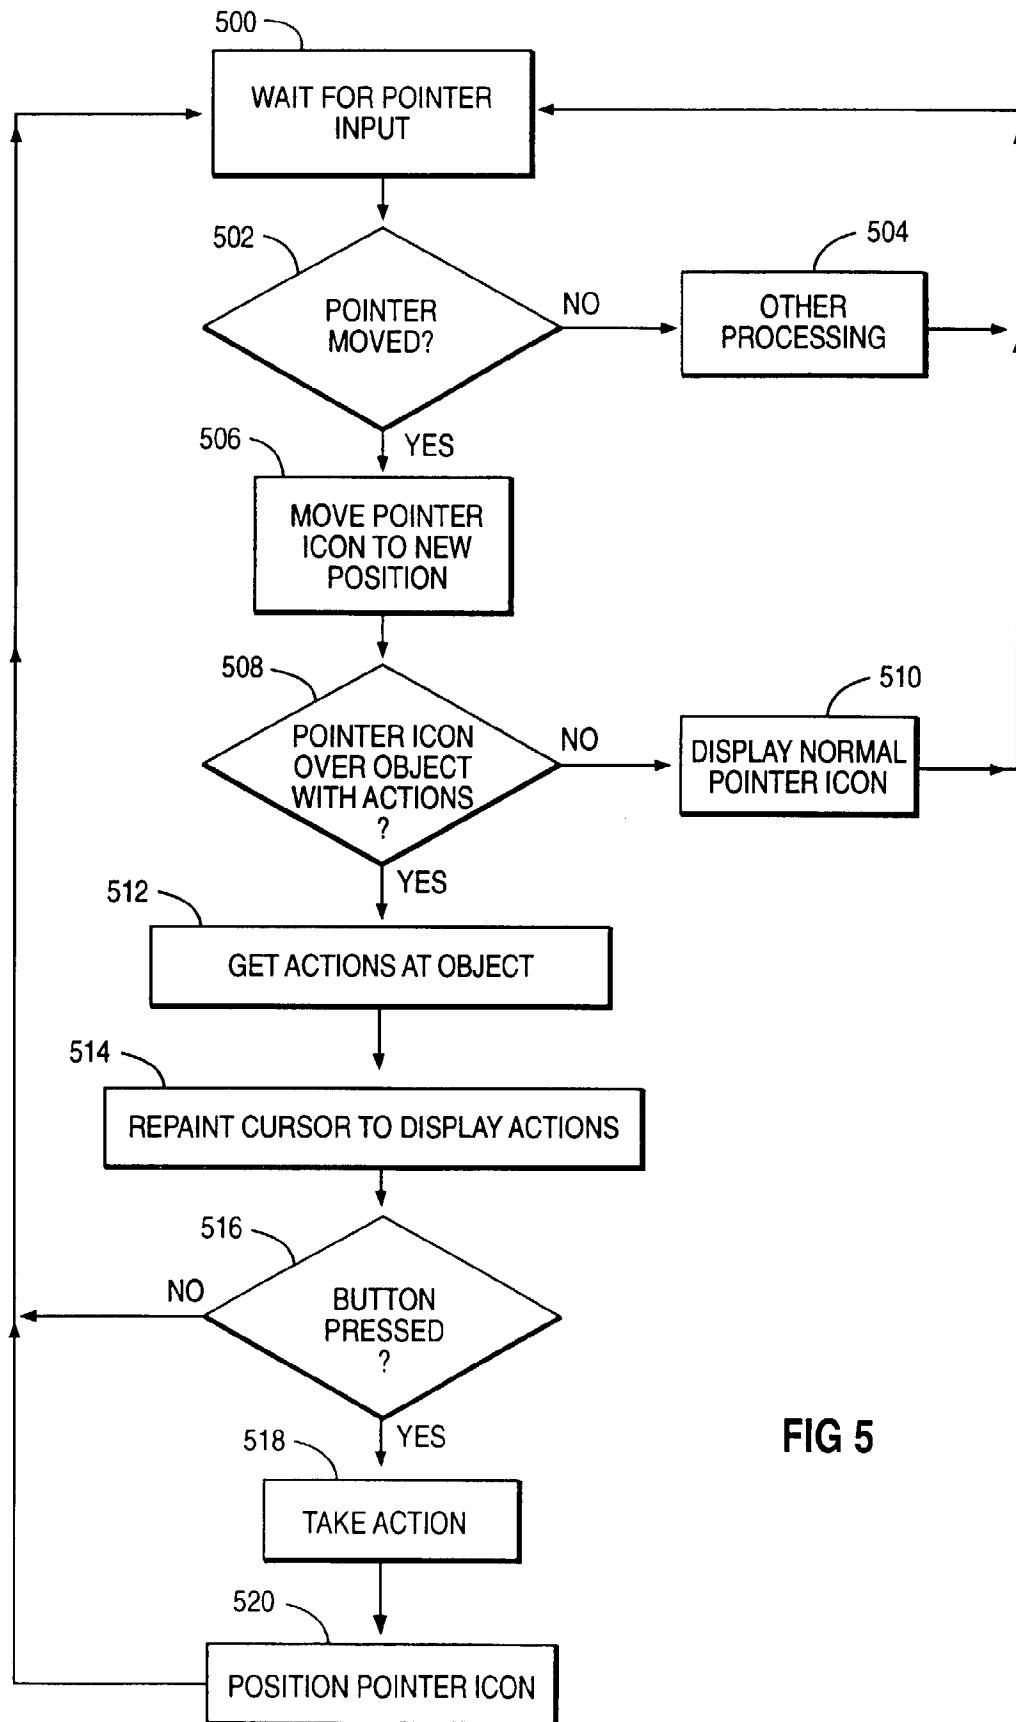 500
WAIT FOR POINTER
INPUT
502
POINTER
MOVED?
NO
504
OTHER
PROCESSING
YES
506
MOVE POINTER
ICON TO NEW
POSITION
508
POINTER ICON
OVER OBJECT
WITH ACTIONS
?
NO
510
DISPLAY NORMAL
POINTER ICON
YES
512
GET ACTIONS AT OBJECT
514
REPAINT CURSOR TO DISPLAY ACTIONS
516
NO
BUTTON
PRESSED
?
YES
FIG 5
518
TAKE ACTION
520
POSITION POINTER ICON